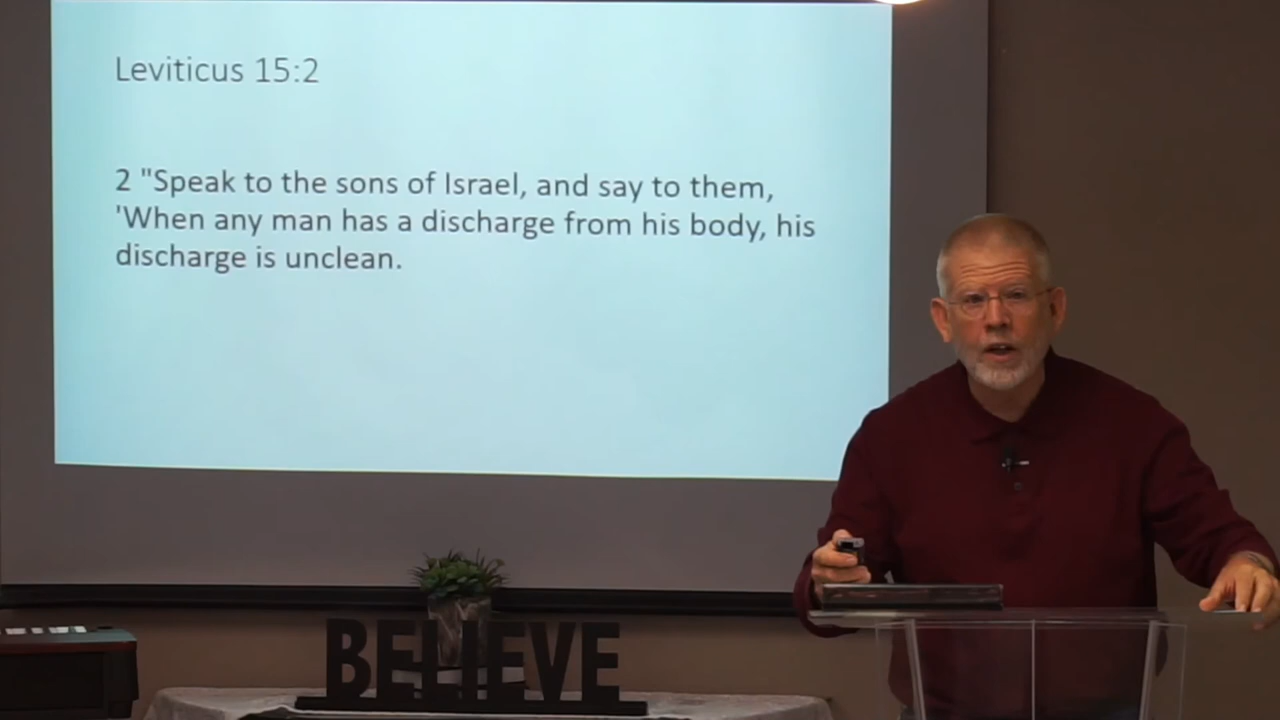 Leviticus 15:2
2 "Speak to the sons of Israel, and say to them,
'When any man has a discharge from his body, his
discharge is unclean.
BELIEVE